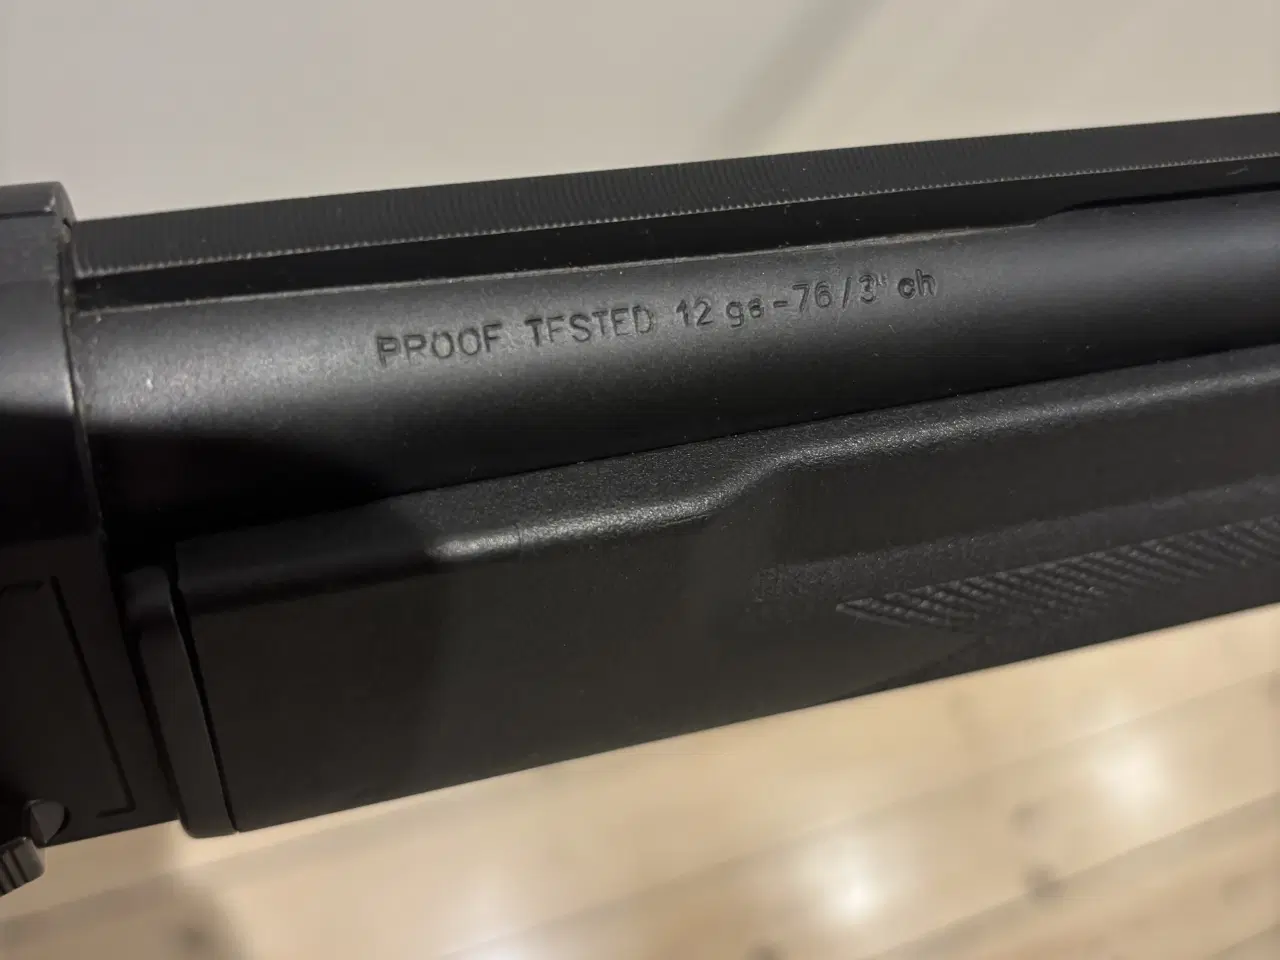 PROOF TESTED 12 ga-76/3" ch